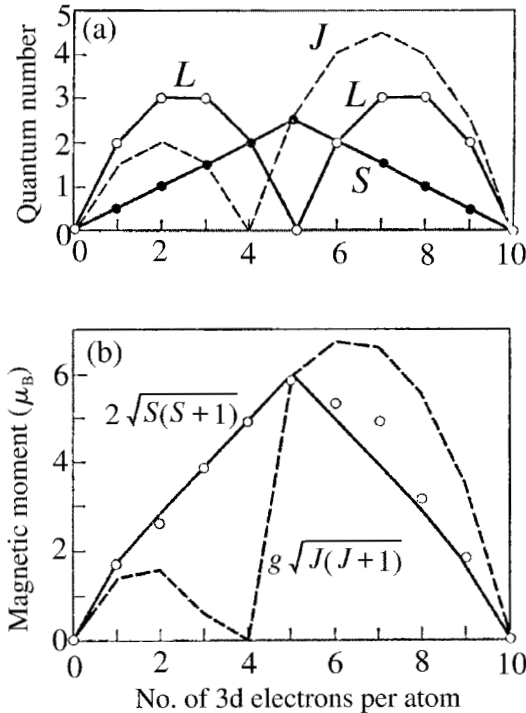 (a)
Quantum number
5
4
3
2
1
0
L
J
L
S
0 2 4 6 8 10
(b)
Magnetic moment (μB)
6
4
2
0
2√S(S+1)
g√J(J+1)
0 2 4 6 8 10
No. of 3d electrons per atom